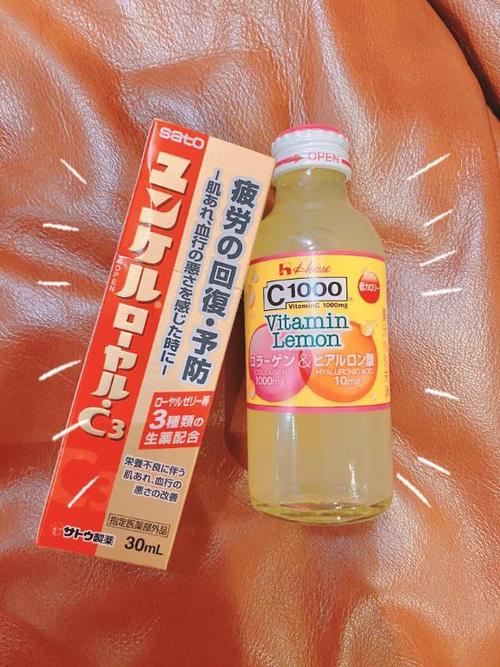 sato
ユンケルローヤル・C3
OPEN
疲労の回復・予防
ー肌あれ、血行の悪さを感じた時にー
ローヤルゼリー等
3種類の
生薬配合
栄養不良に伴う
肌あれ、血行の
悪さの改善
指定医薬部外品
サトウ製薬
30mL
OPEN
House
C1000
VitaminC 1000mg
低カロリー
Vitamin
Lemon
コラーゲン&ヒアルロン酸
COLLAGEN
1000mg
HYALURONIC ACID
10mg